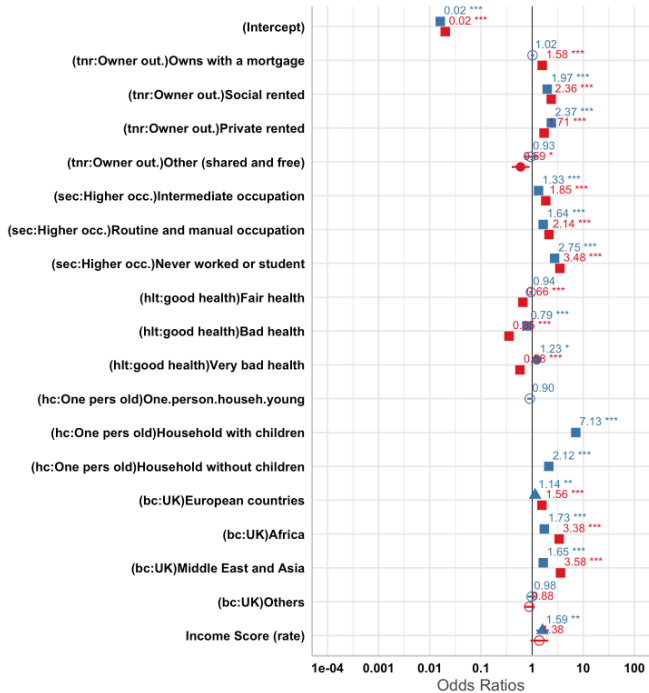 (Intercept)
0.02 ***
0.02 ***
(tnr:Owner out.)Owns with a mortgage
1.02
1.58 ***
(tnr:Owner out.)Social rented
1.97 ***
2.36 ***
(tnr:Owner out.)Private rented
2.37 ***
1.71 ***
(tnr:Owner out.)Other (shared and free)
0.93
0.59 *
(sec:Higher occ.)Intermediate occupation
1.33 ***
1.85 ***
(sec:Higher occ.)Routine and manual occupation
1.64 ***
2.14 ***
(sec:Higher occ.)Never worked or student
2.75 ***
3.48 ***
(hlt:good health)Fair health
0.94
0.66 ***
(hlt:good health)Bad health
0.79 ***
***
(hlt:good health)Very bad health
1.23 *
***
(hc:One pers old)One.person.househ.young
0.90
(hc:One pers old)Household with children
7.13 ***
(hc:One pers old)Household without children
2.12 ***
(bc:UK)European countries
1.14 **
1.56 ***
(bc:UK)Africa
1.73 ***
3.38 ***
(bc:UK)Middle East and Asia
1.65 ***
3.58 ***
(bc:UK)Others
0.98
0.88
Income Score (rate)
1.59 **
1.38
1e-04 0.001 0.01 0.1 1 10 100
Odds Ratios